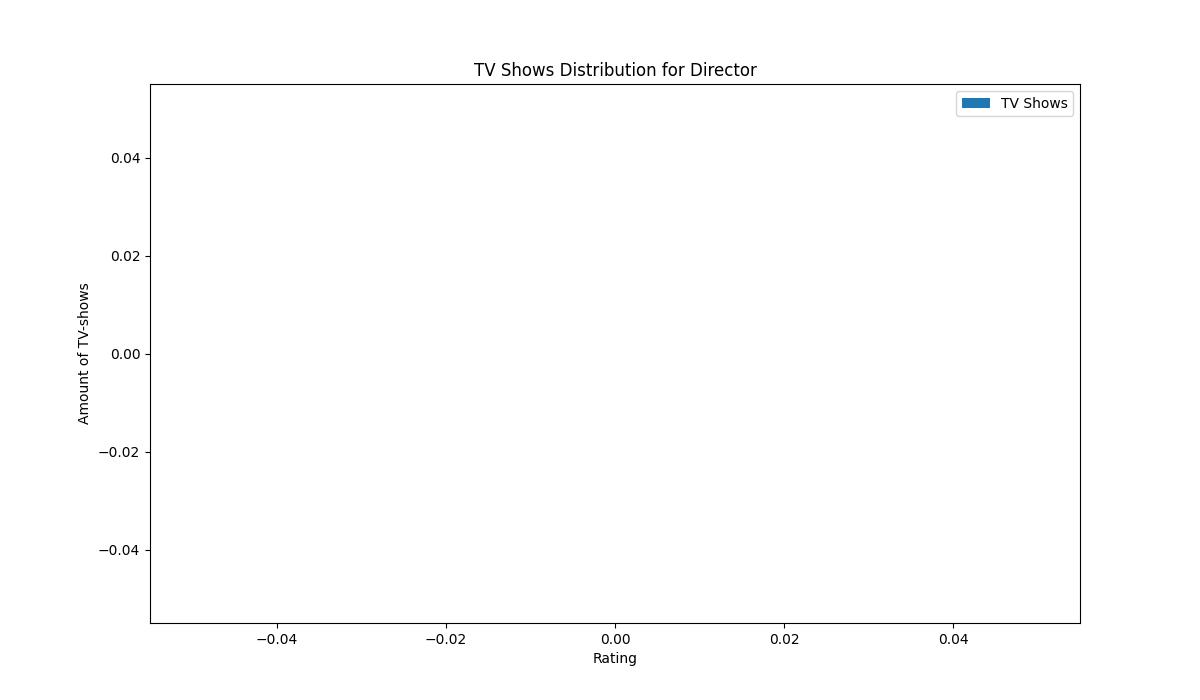 TV Shows Distribution for Director
TV Shows
Amount of TV-shows
0.04
0.02
0.00
−0.02
−0.04
−0.04
−0.02
0.00
0.02
0.04
Rating